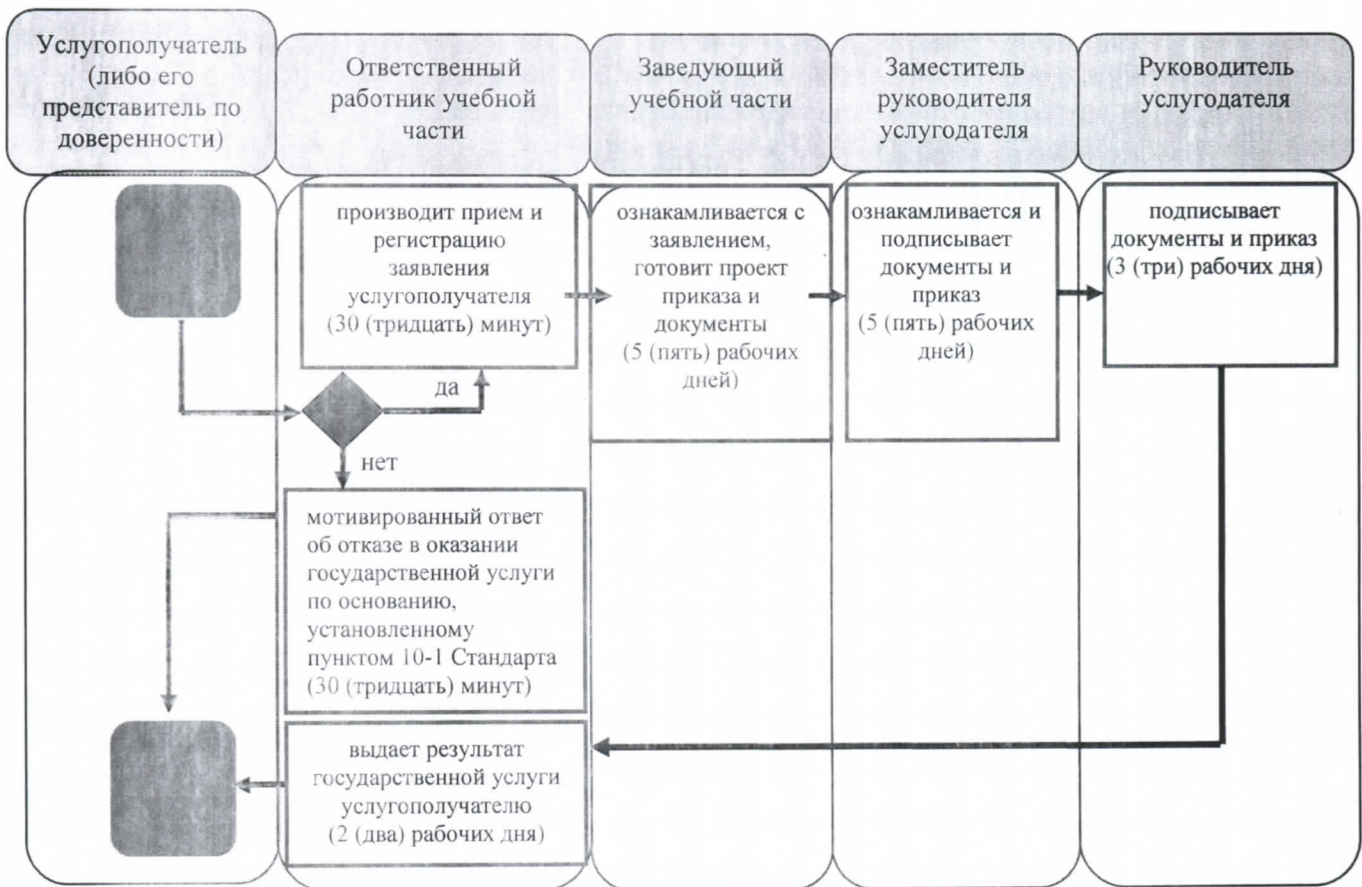 Услугополучатель
(либо его
представитель по
доверенности)
Ответственный
работник учебной
части
Заведующий
учебной части
Заместитель
руководителя
услугодателя
Руководитель
услугодателя
производит прием и
регистрацию
заявления
услугополучателя
(30 (тридцать) минут)
ознакамливается с
заявлением,
готовит проект
приказа и
документы
(5 (пять) рабочих
дней)
ознакамливается и
подписывает
документы и
приказ
(5 (пять) рабочих
дней)
подписывает
документы и приказ
(3 (три) рабочих дня)
да
нет
мотивированный ответ
об отказе в оказании
государственной услуги
по основанию,
установленному
пунктом 10-1 Стандарта
(30 (тридцать) минут)
выдает результат
государственной услуги
услугополучателю
(2 (два) рабочих дня)